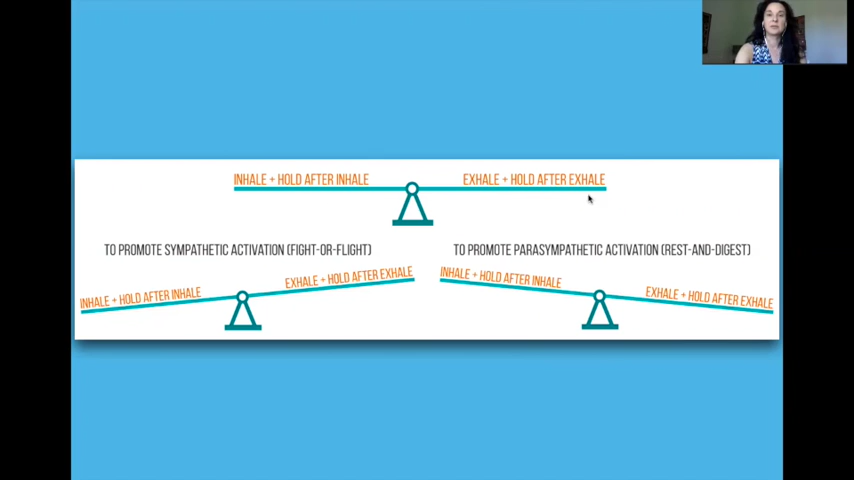 INHALE + HOLD AFTER INHALE
EXHALE + HOLD AFTER EXHALE
TO PROMOTE SYMPATHETIC ACTIVATION (FIGHT-OR-FLIGHT)
TO PROMOTE PARASYMPATHETIC ACTIVATION (REST-AND-DIGEST)
INHALE + HOLD AFTER INHALE
EXHALE + HOLD AFTER EXHALE
INHALE + HOLD AFTER INHALE
EXHALE + HOLD AFTER EXHALE